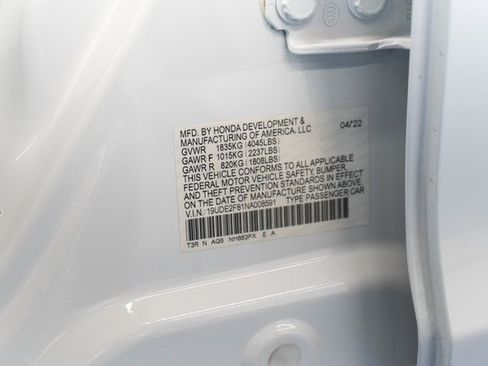 MFD. BY HONDA DEVELOPMENT & 04/22
MANUFACTURING OF AMERICA, LLC
GVWR 1835KG (4045LBS)
GAWR F 1015KG (2237LBS)
GAWR R 820KG (1808LBS)
THIS VEHICLE CONFORMS TO ALL APPLICABLE
FEDERAL MOTOR VEHICLE SAFETY, BUMPER,
AND THEFT PREVENTION STANDARDS IN EFFECT
ON THE DATE OF MANUFACTURE SHOWN ABOVE.
V.I.N.: 19UDE2F81NA008591 TYPE PASSENGER CAR
T3R N AG6 NH883PX E A